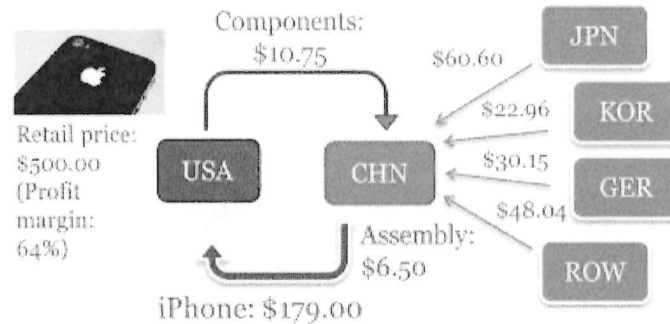 Components:
$10.75
JPN
$60.60
$22.96
KOR
Retail price:
$500.00
(Profit
margin:
64%)
USA
CHN
$30.15
GER
$48.04
Assembly:
$6.50
ROW
iPhone: $179.00